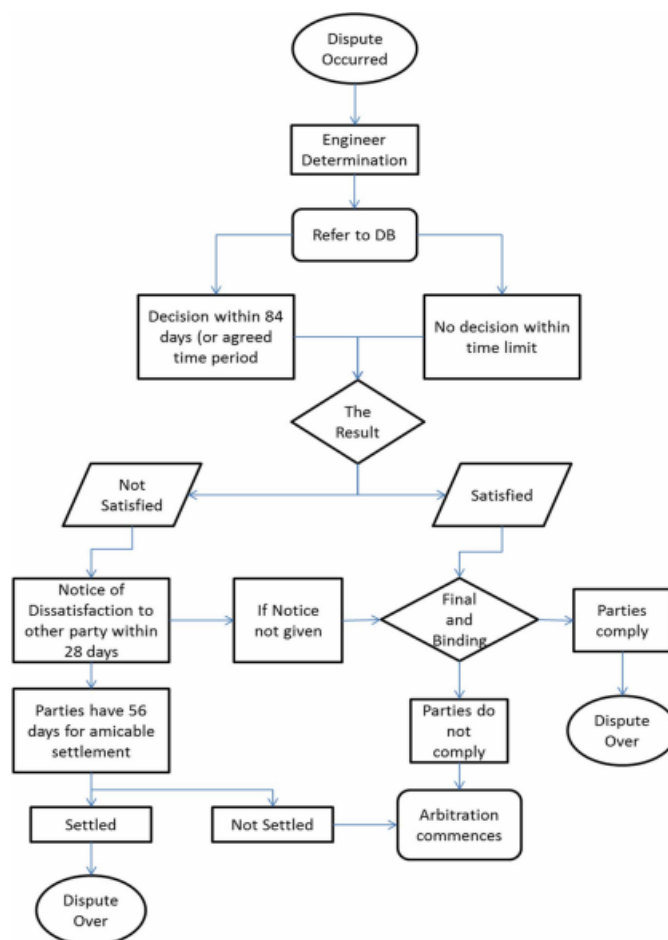 Dispute
Occurred
Engineer
Determination
Refer to DB
Decision within 84
days (or agreed
time period
No decision within
time limit
The
Result
Not
Satisfied
Satisfied
Notice of
Dissatisfaction to
other party within
28 days
If Notice
not given
Final
and
Binding
Parties
comply
Parties have 56
days for amicable
settlement
Parties do
not
comply
Dispute
Over
Settled
Not Settled
Arbitration
commences
Dispute
Over